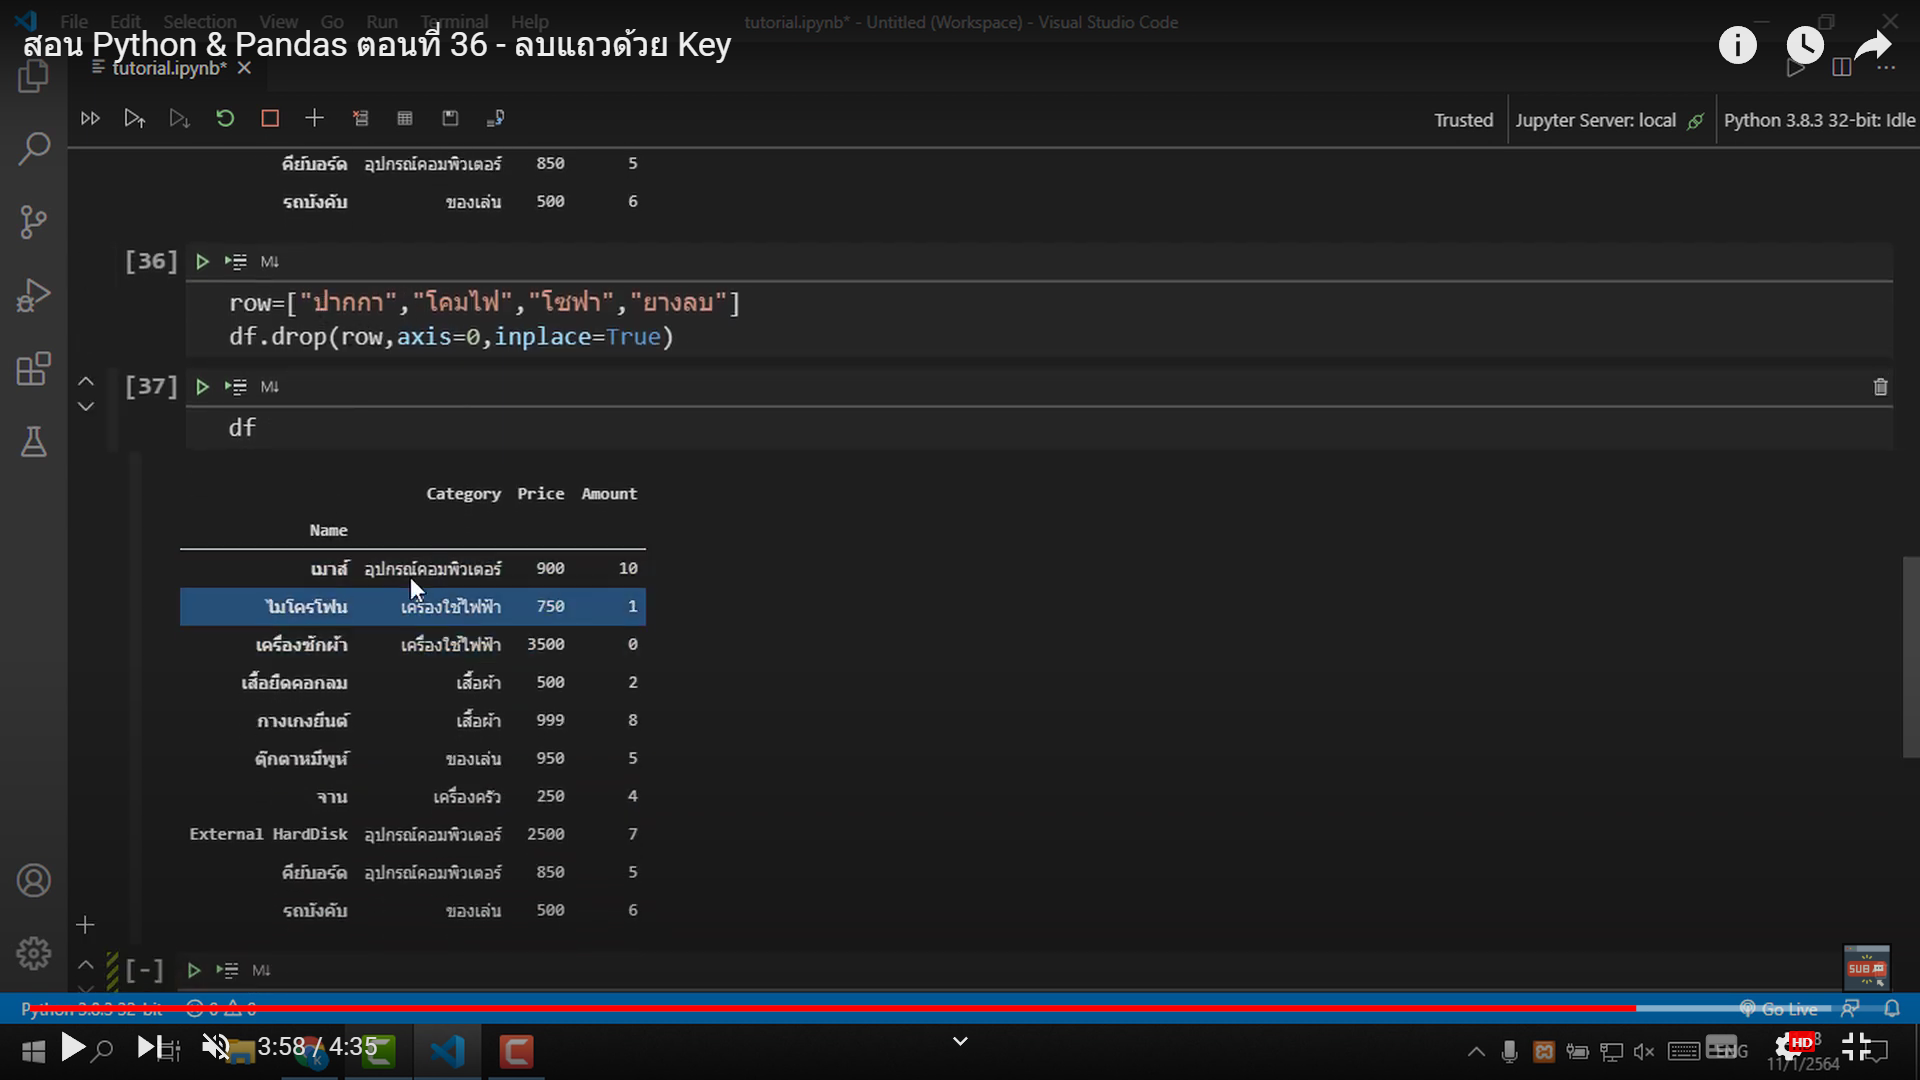 File Edit Selection View Go Run Terminal Help tutorial.ipynb* - Untitled (Workspace) - Visual Studio Code
สอน Python & Pandas ตอนที่ 36 - ลบแถวด้วย Key
tutorial.ipynb*
Trusted Jupyter Server: local Python 3.8.3 32-bit: Idle
คีย์บอร์ด อุปกรณ์คอมพิวเตอร์ 850 5
รถบังคับ ของเล่น 500 6
[36] M↓
row=["ปากกา","โคมไฟ","โซฟา","ยางลบ"]
df.drop(row,axis=0,inplace=True)
[37] M↓
df
Category Price Amount
Name
เมาส์ อุปกรณ์คอมพิวเตอร์ 900 10
ไมโครโฟน เครื่องใช้ไฟฟ้า 750 1
เครื่องซักผ้า เครื่องใช้ไฟฟ้า 3500 0
เสื้อยืดคอกลม เสื้อผ้า 500 2
กางเกงยีนต์ เสื้อผ้า 999 8
ตุ๊กตาหมีพูห์ ของเล่น 950 5
จาน เครื่องครัว 250 4
External HardDisk อุปกรณ์คอมพิวเตอร์ 2500 7
คีย์บอร์ด อุปกรณ์คอมพิวเตอร์ 850 5
รถบังคับ ของเล่น 500 6
[-] M↓
SUB
Python 3.8.3 32-bit 0 0 Go Live
3:58 / 4:35 ENG HD
11/1/2564